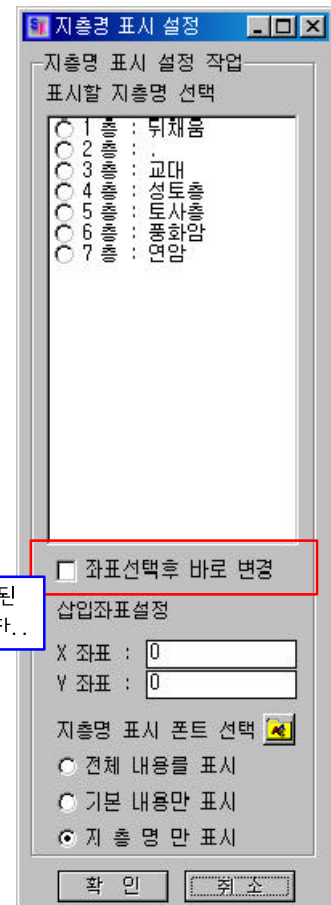 지층명 표시 설정
지층명 표시 설정 작업
표시할 지층명 선택
1 층 : 뒤채움
2 층 : .
3 층 : 교대
4 층 : 성토층
5 층 : 토사층
6 층 : 풍화암
7 층 : 연암
좌표선택후 바로 변경
된
삽입좌표설정
..
X 좌표 : 0
Y 좌표 : 0
지층명 표시 폰트 선택
전체 내용를 표시
기본 내용만 표시
지 층 명 만 표시
확 인 취 소